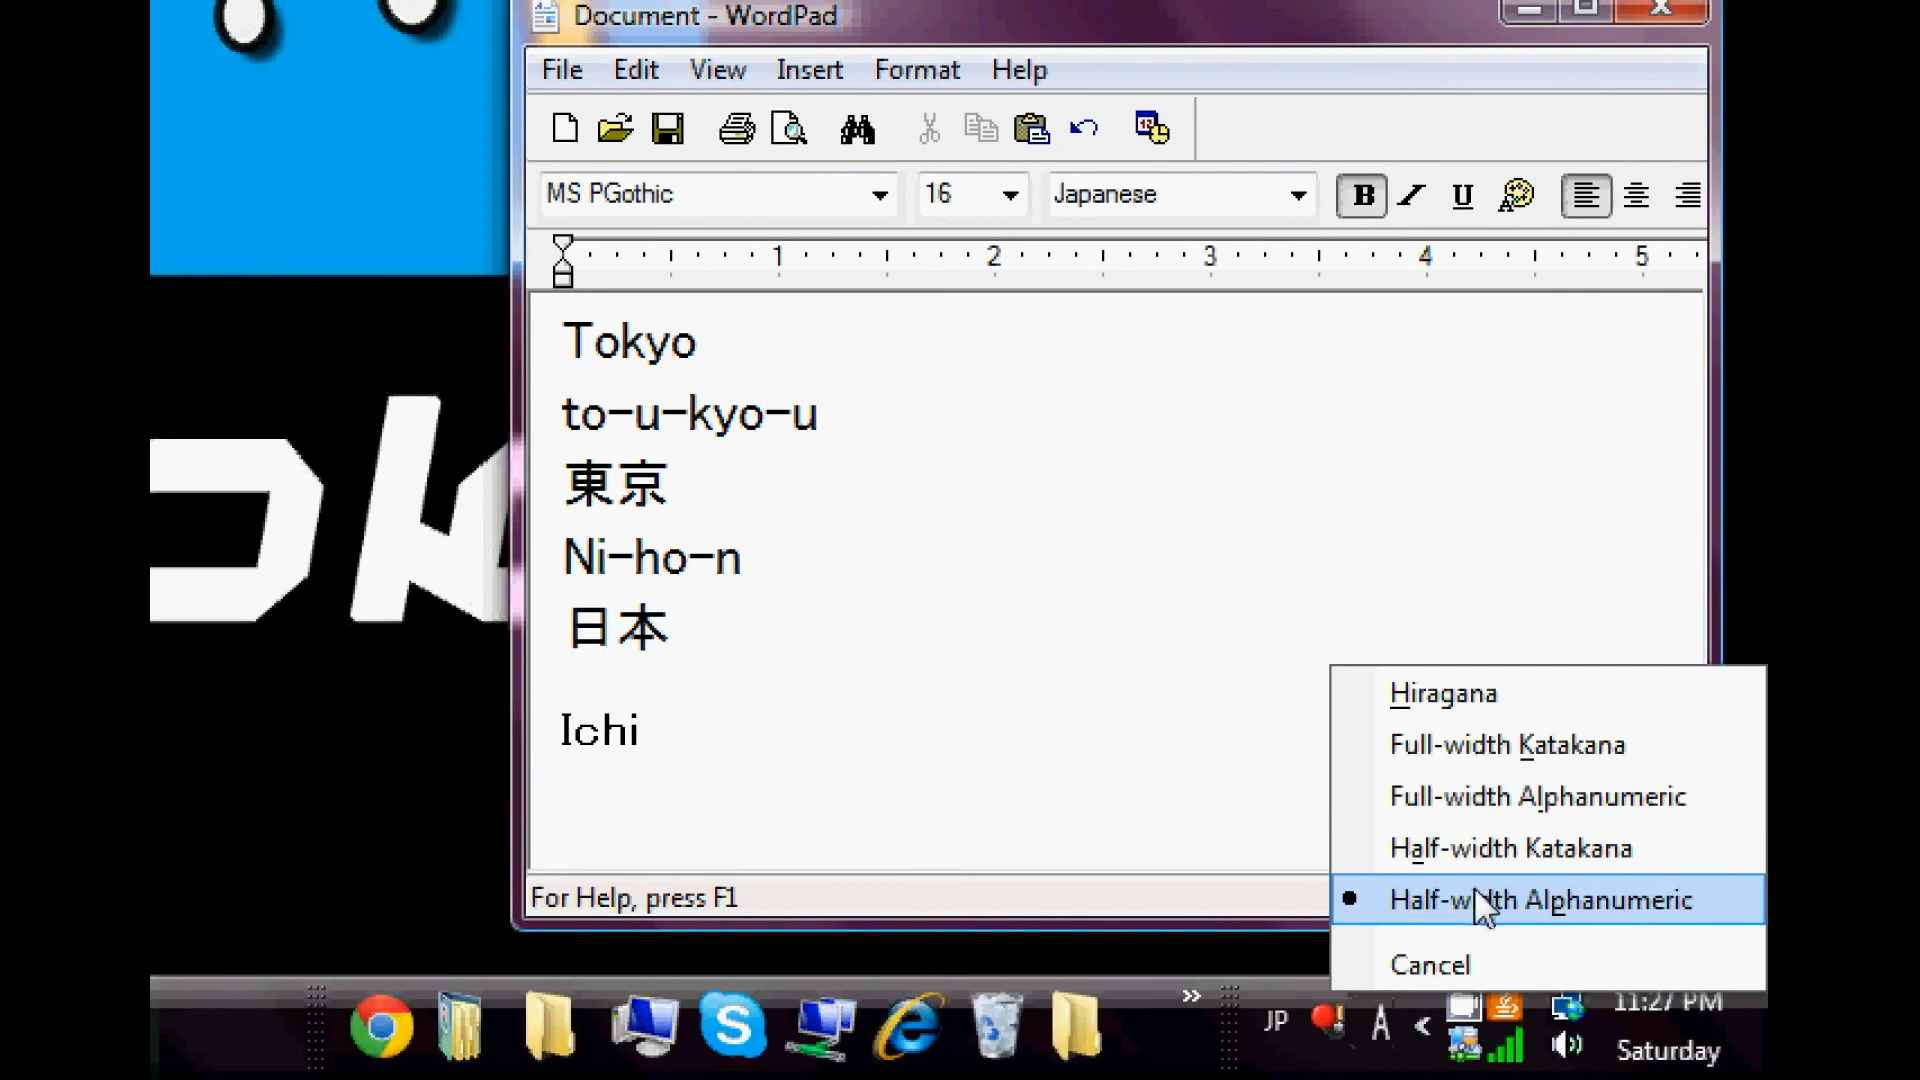 Document - WordPad
File Edit View Insert Format Help
MS PGothic 16 Japanese B I U
1 2 3 4 5
Tokyo
to-u-kyo-u
東京
Ni-ho-n
日本
Ichi
Hiragana
Full-width Katakana
Full-width Alphanumeric
Half-width Katakana
Half-width Alphanumeric
Cancel
For Help, press F1
JP A 11:27 PM
Saturday